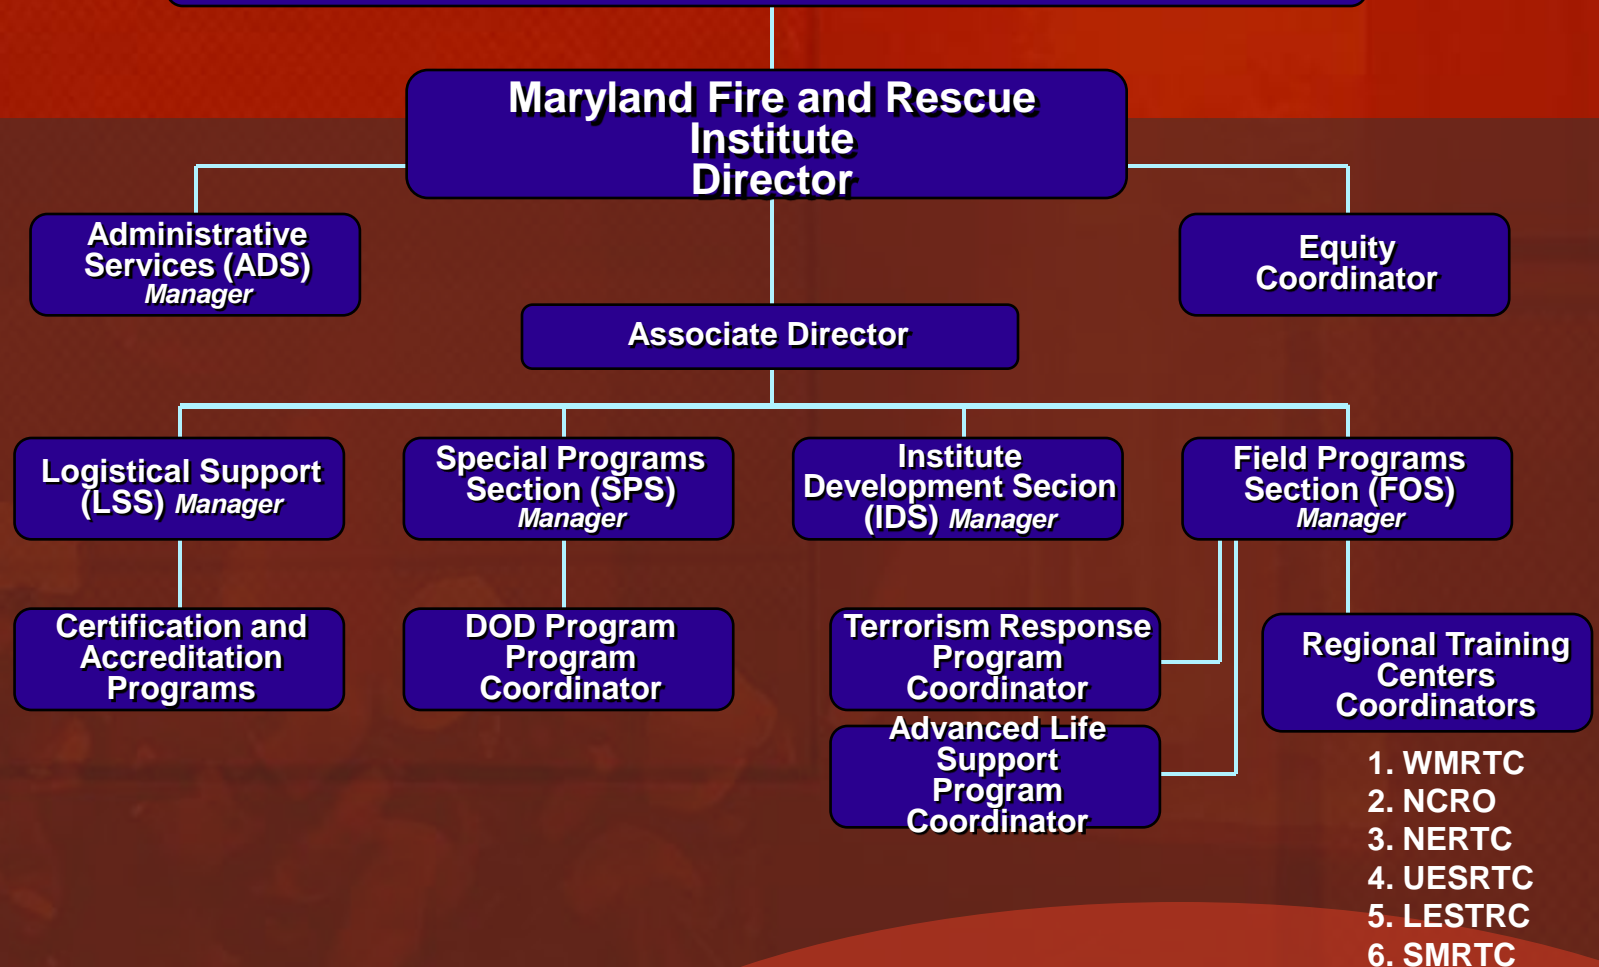 Maryland Fire and Rescue
Institute
Director
Administrative
Services (ADS)
Manager
Equity
Coordinator
Associate Director
Logistical Support
(LSS) Manager
Special Programs
Section (SPS)
Manager
Institute
Development Secion
(IDS) Manager
Field Programs
Section (FOS)
Manager
Certification and
Accreditation
Programs
DOD Program
Program
Coordinator
Terrorism Response
Program
Coordinator
Regional Training
Centers
Coordinators
Advanced Life
Support
Program
Coordinator
1. WMRTC
2. NCRO
3. NERTC
4. UESRTC
5. LESTRC
6. SMRTC